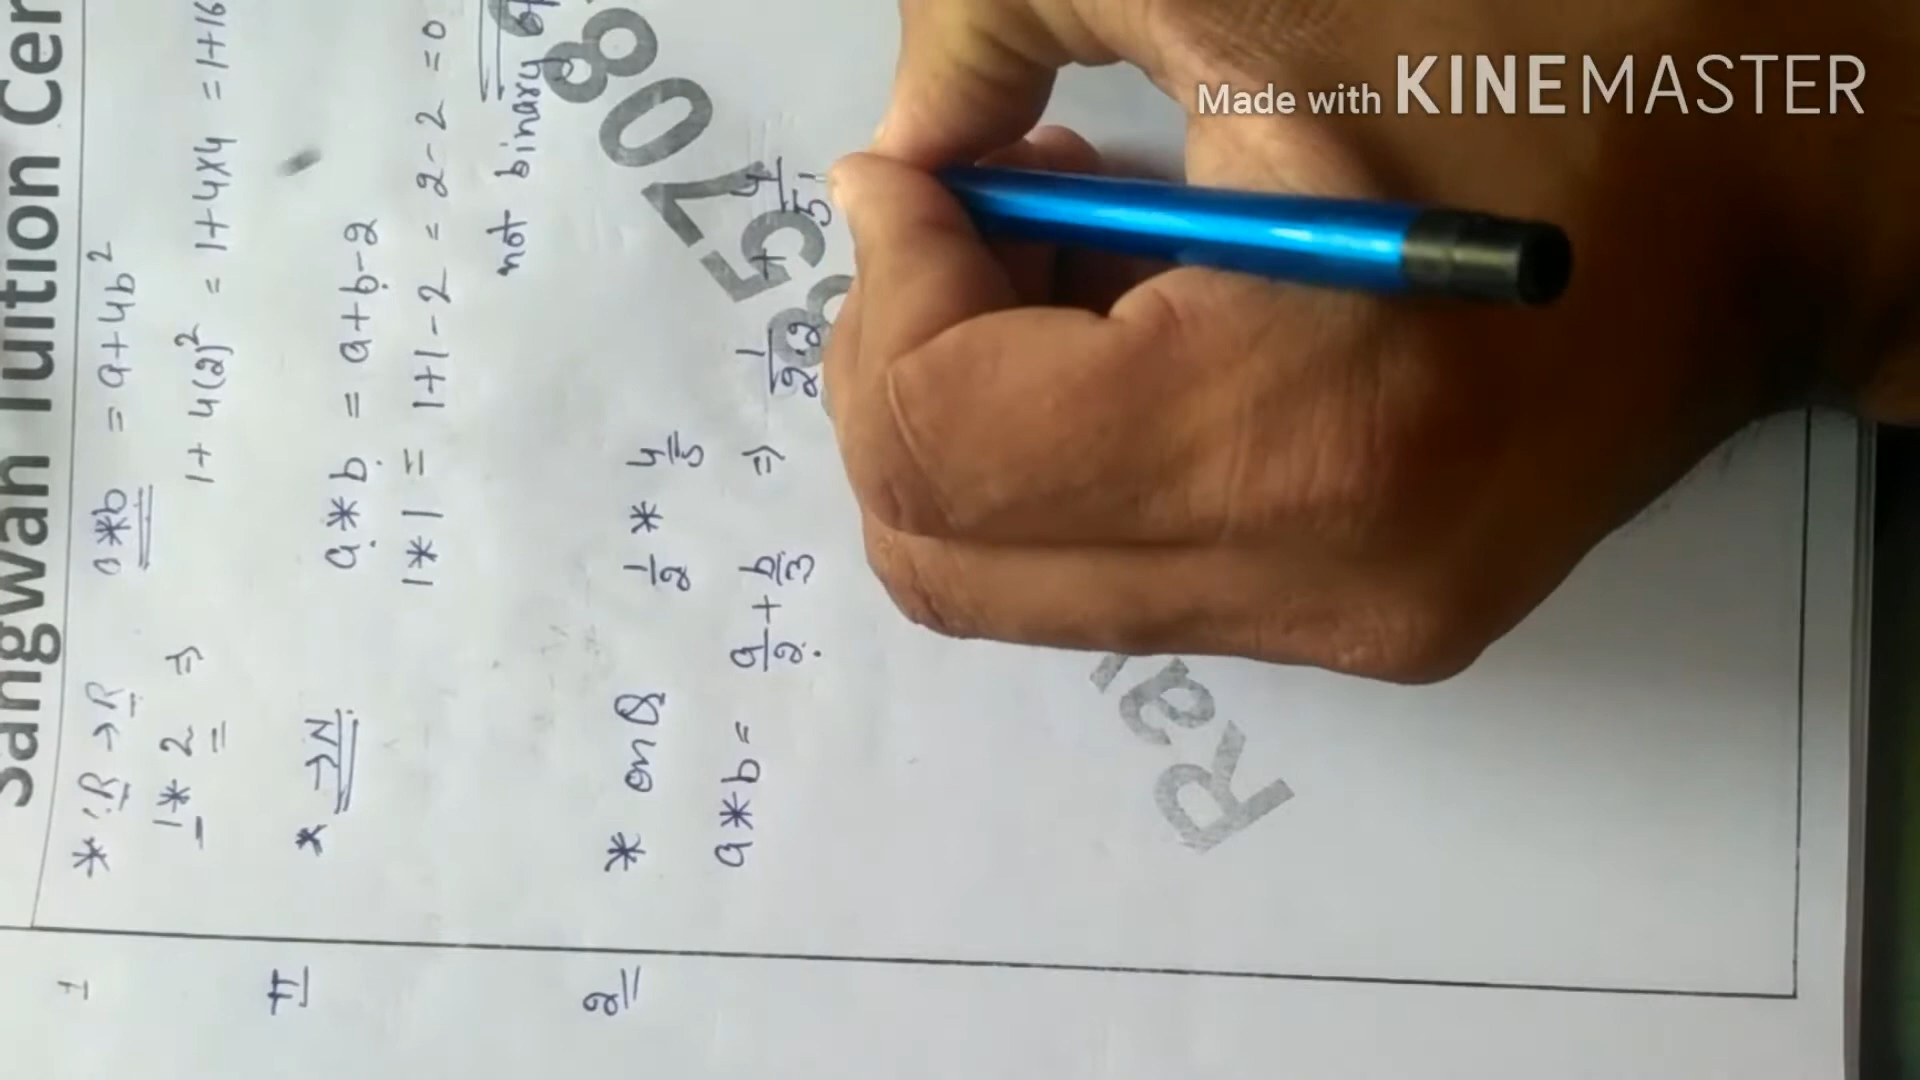 Made with KINEMASTER
Sangwan Tuition Cen
1 *: R → R a*b = a+4b²
1*2 ⇒ 1+4(2)² = 1+4×4 = 1+16
II * → N a*b = a+b-2
1*1 = 1+1-2 = 2-2 = 0
not binary
2 * on Q 1/2 * 4/5
a*b = a/2 + b/3 ⇒ 1/2·2 + 4/5